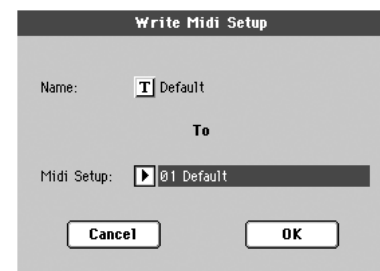 Write Midi Setup
Name: T Default
To
Midi Setup: 01 Default
Cancel OK